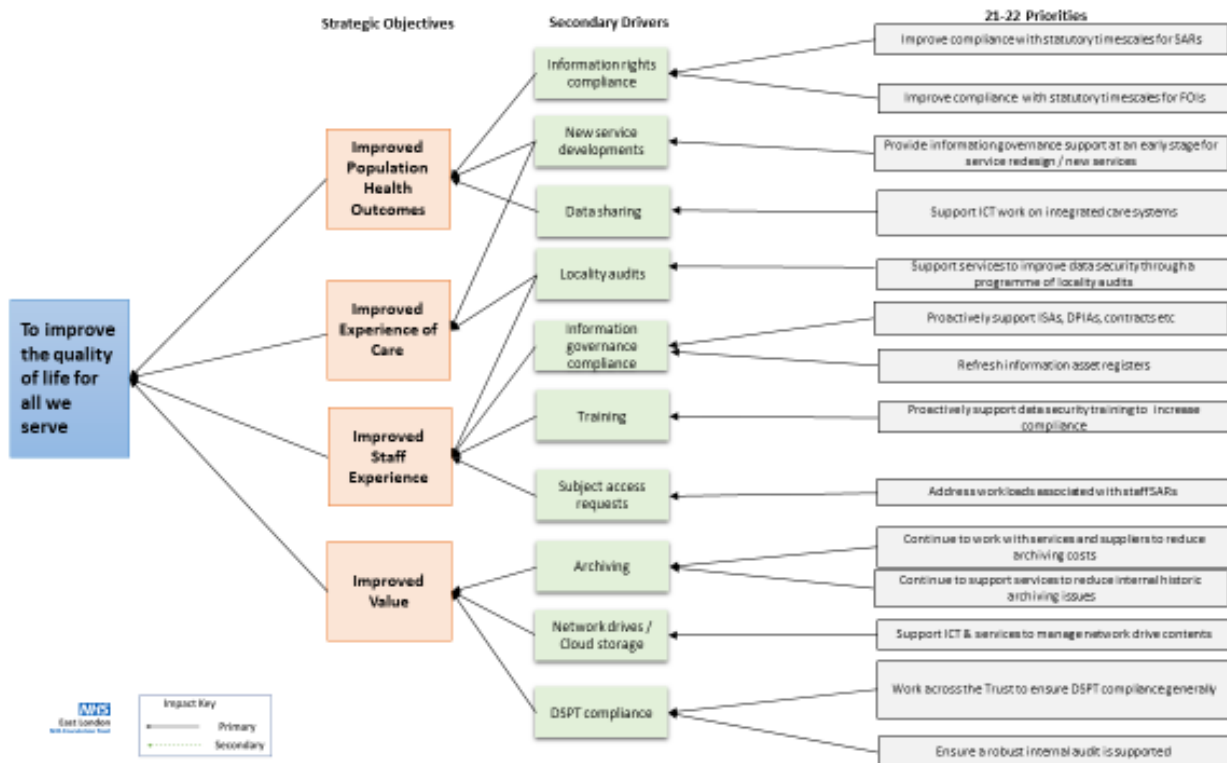 Strategic Objectives
Secondary Drivers
21-22 Priorities
To improve
the quality
of life for
all we
serve
Improved
Population
Health
Outcomes
Improved
Experience of
Care
Improved
Staff
Experience
Improved
Value
Information rights
compliance
New service
developments
Data sharing
Locality audits
Information
governance
compliance
Training
Subject access
requests
Archiving
Network drives /
Cloud storage
DSPT compliance
Improve compliance with statutory timescales for SARs
Improve compliance with statutory timescales for FOIs
Provide information governance support at an early stage for
service redesign / new services
Support ICT work on integrated care systems
Support services to improve data security through a
programme of locality audits
Proactively support ISAs, DPIAs, contracts etc
Refresh information asset registers
Proactively support data security training to increase
compliance
Address workloads associated with staff SARs
Continue to work with services and suppliers to reduce
archiving costs
Continue to support services to reduce internal historic
archiving issues
Support ICT & services to manage network drive contents
Work across the Trust to ensure DSPT compliance generally
Ensure a robust internal audit is supported
NHS
East London
NHS Foundation Trust
Impact Key
Primary
Secondary